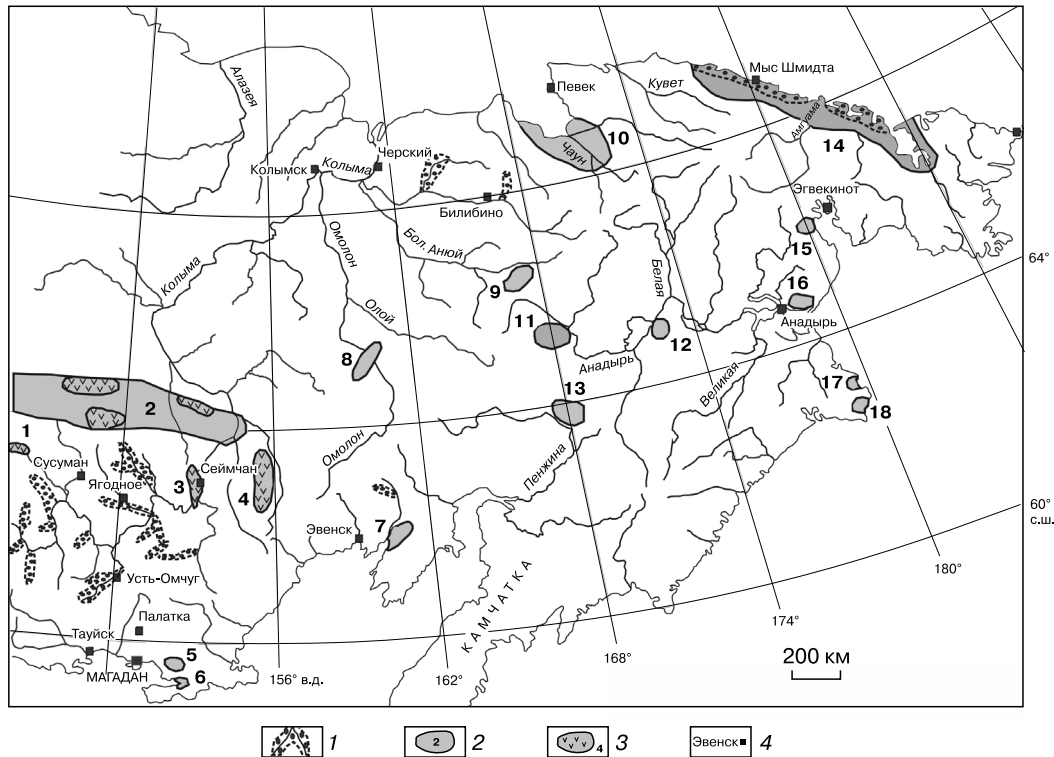 Мыс Шмидта
Певек
Кувет
Алазея
Амгуама
10
Чаун
14
Черский
Колыма
Колымск
Эгвекинот
Билибино
Омолон
Бол. Анюй
15
64°
Белая
Колыма
9
16
Олой
11
Анадырь
12
8
Анадырь
Великая
17
13
18
2
1
Омолон
Сусуман
Сеймчан
Пенжина
Ягодное
3
4
60°
с.ш.
7
Эвенск
180°
Усть-Омчуг
КАМЧАТКА
Палатка
174°
Тауйск
5
168°
200 км
МАГАДАН
6
156° в.д.
162°
1
2
2
4
3
Эвенск
4